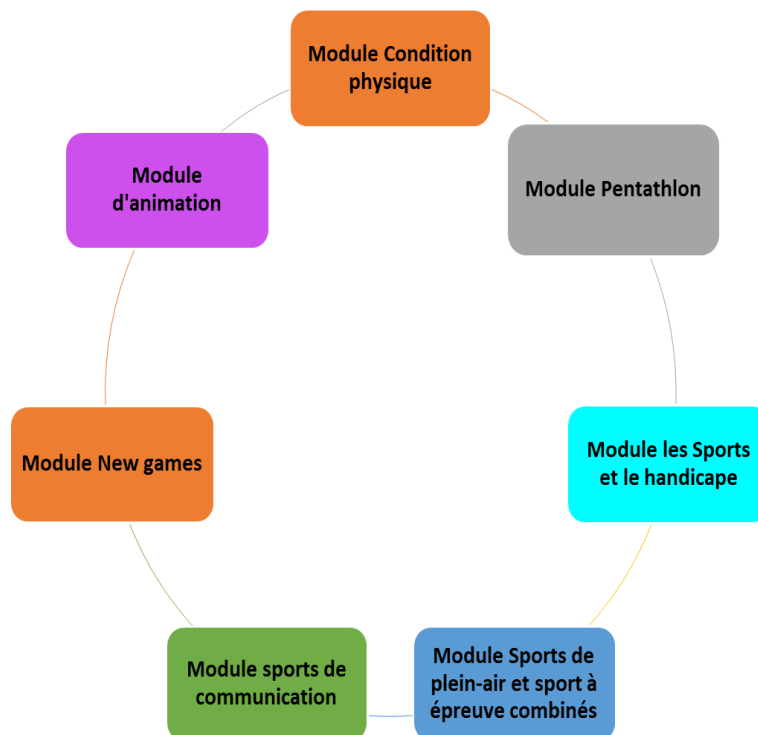 Module Condition
physique
Module Pentathlon
Module les Sports
et le handicape
Module Sports de
plein-air et sport à
épreuve combinés
Module sports de
communication
Module New games
Module
d'animation